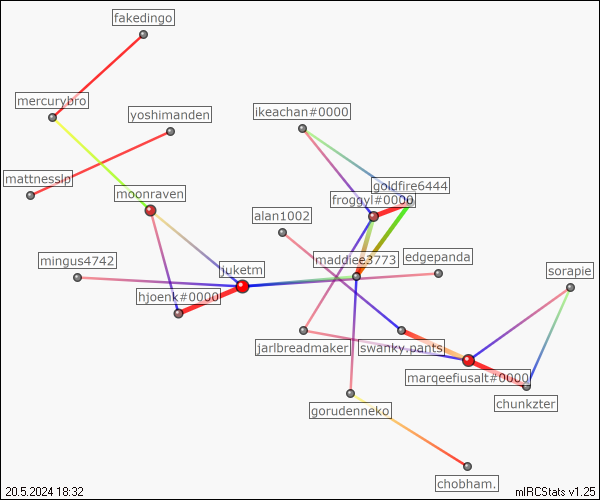 fakedingo
mercurybro
yoshimanden
ikeachan#0000
mattnesslp
goldfire6444
moonraven
froggyl#0000
alan1002
edgepanda
maddiee3773
mingus4742
juketm
sorapie
hjoenk#0000
jarlbreadmaker
swanky.pants
marqeefiusalt#0000
chunkzter
gorudenneko
chobham.
20.5.2024 18:32
mIRCStats v1.25